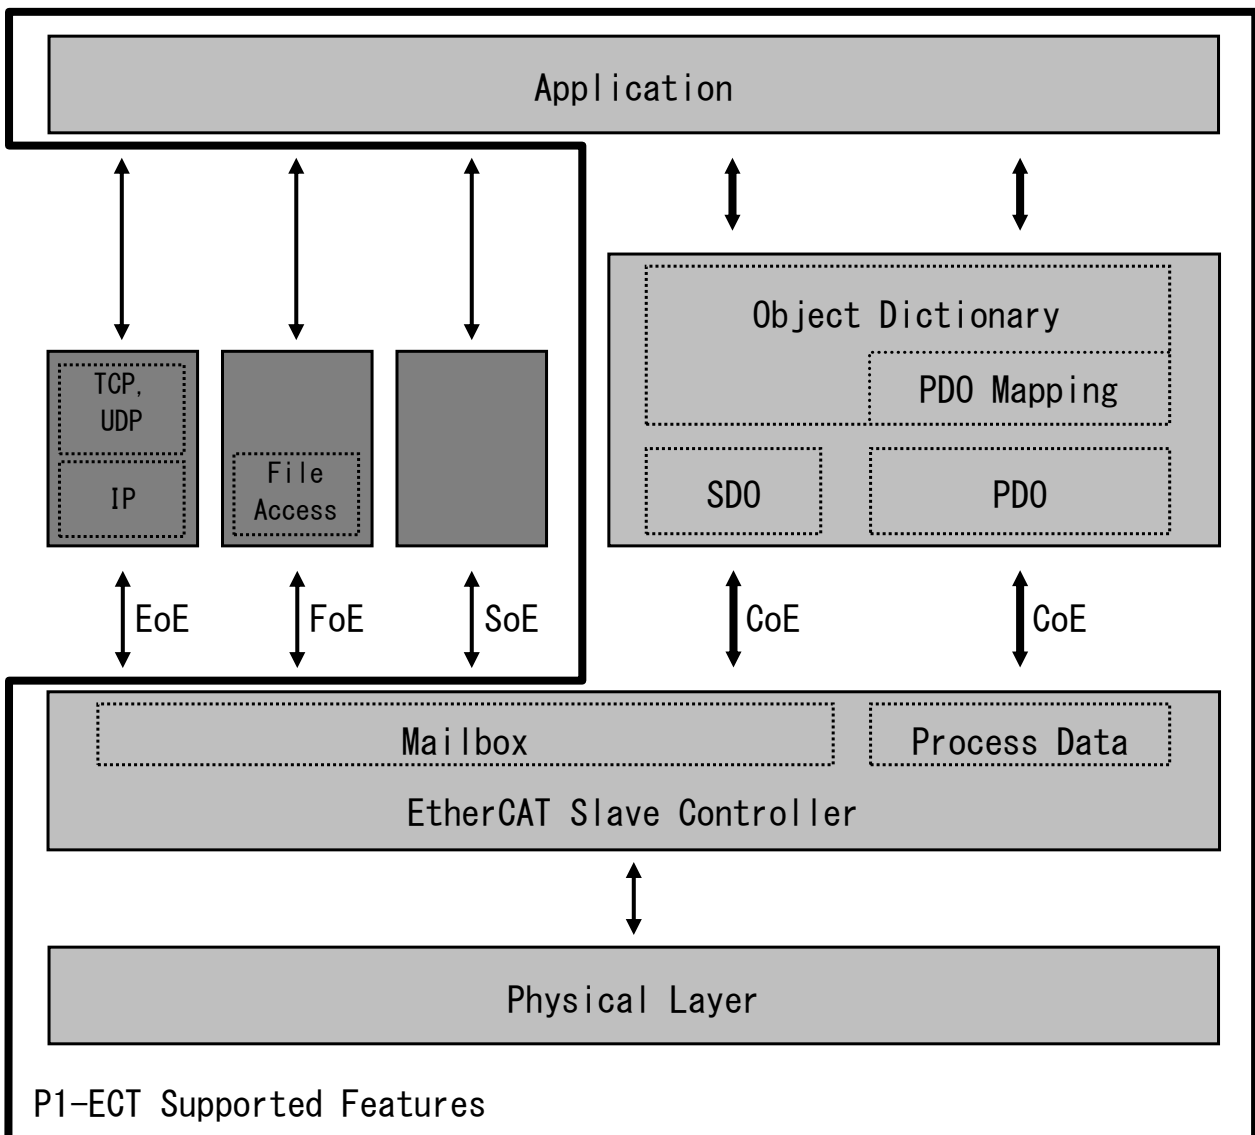 Application
Object Dictionary
PDO Mapping
TCP,
UDP
IP
File
Access
SDO
PDO
EoE
FoE
SoE
CoE
CoE
Mailbox
Process Data
EtherCAT Slave Controller
Physical Layer
P1-ECT Supported Features